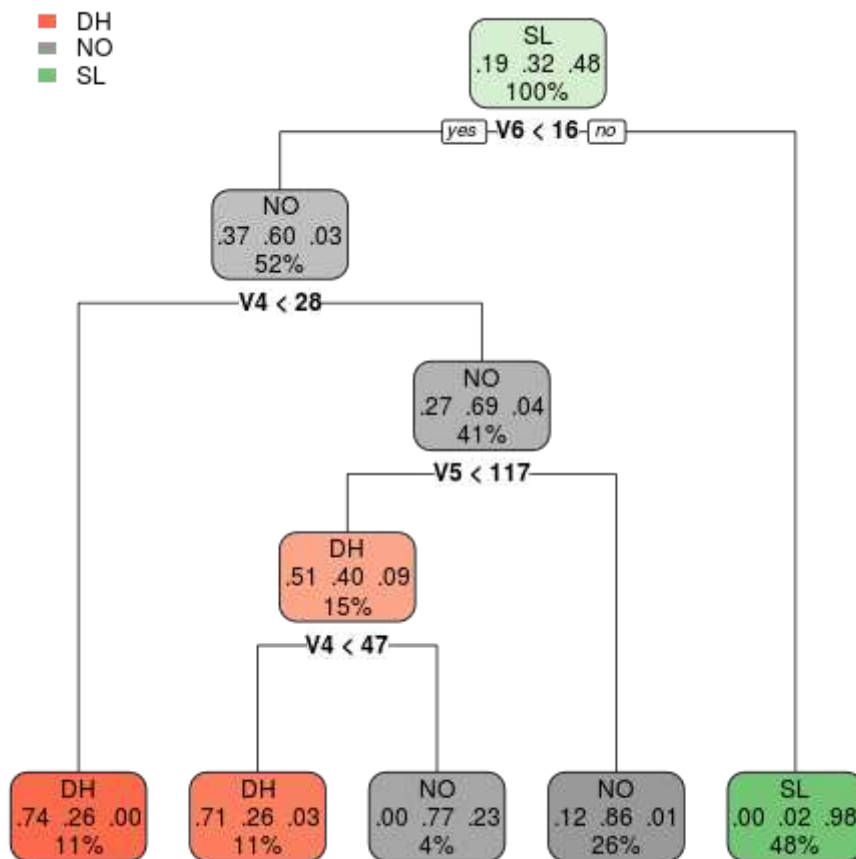 DH
NO
SL
SL
.19 .32 .48
100%
yes V6 < 16 no
NO
.37 .60 .03
52%
V4 < 28
NO
.27 .69 .04
41%
V5 < 117
DH
.51 .40 .09
15%
V4 < 47
DH
.74 .26 .00
11%
DH
.71 .26 .03
11%
NO
.00 .77 .23
4%
NO
.12 .86 .01
26%
SL
.00 .02 .98
48%